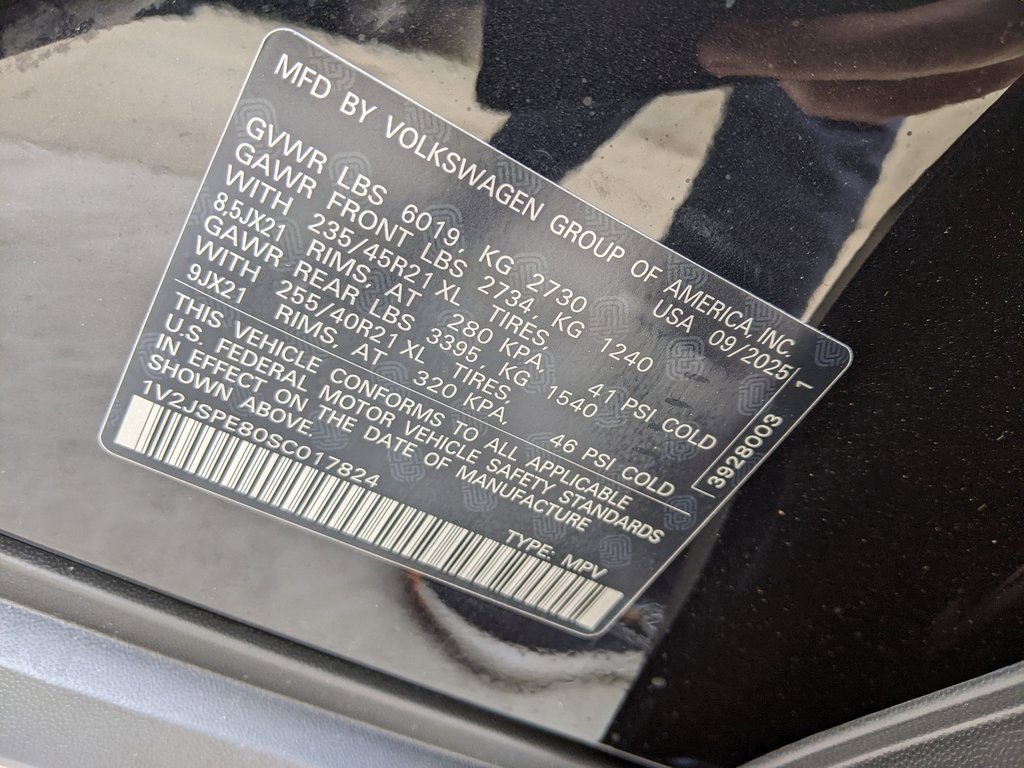 MFD BY VOLKSWAGEN GROUP OF AMERICA, INC.
USA 09/2025
GVWR LBS 6019, KG 2730
GAWR FRONT LBS 2734, KG 1240
WITH 235/45R21 XL TIRES,
8.5JX21 RIMS, AT 280 KPA, 41 PSI COLD
GAWR REAR LBS 3395, KG 1540
WITH 255/40R21 XL TIRES,
9JX21 RIMS, AT 320 KPA, 46 PSI COLD
THIS VEHICLE CONFORMS TO ALL APPLICABLE
U.S. FEDERAL MOTOR VEHICLE SAFETY STANDARDS
IN EFFECT ON THE DATE OF MANUFACTURE
SHOWN ABOVE.
1V2JSPE80SC017824 TYPE: MPV
3928003 1